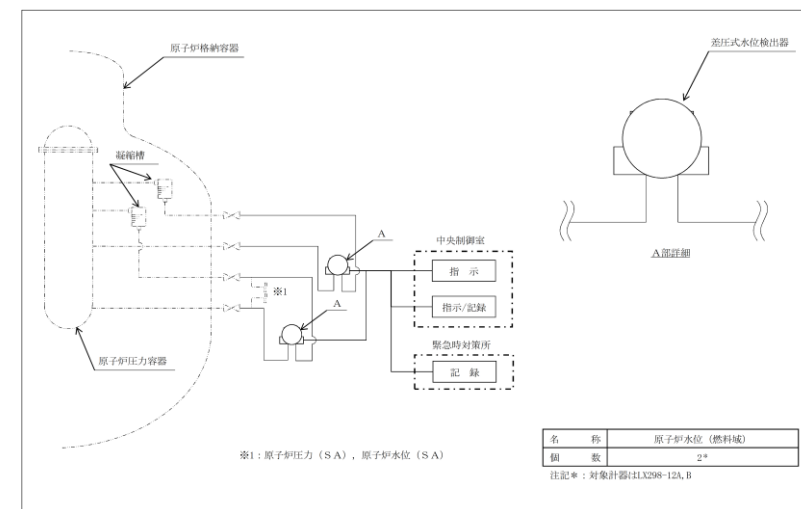 原子炉格納容器
差圧式水位検出器
凝縮槽
A
中央制御室
A部詳細
指 示
※1
指示/記録
A
緊急時対策所
原子炉圧力容器
記 録
※1:原子炉圧力(SA),原子炉水位(SA)
名 称 原子炉水位(燃料域)
個 数 2*
注記*:対象計器はLX298-12A,B